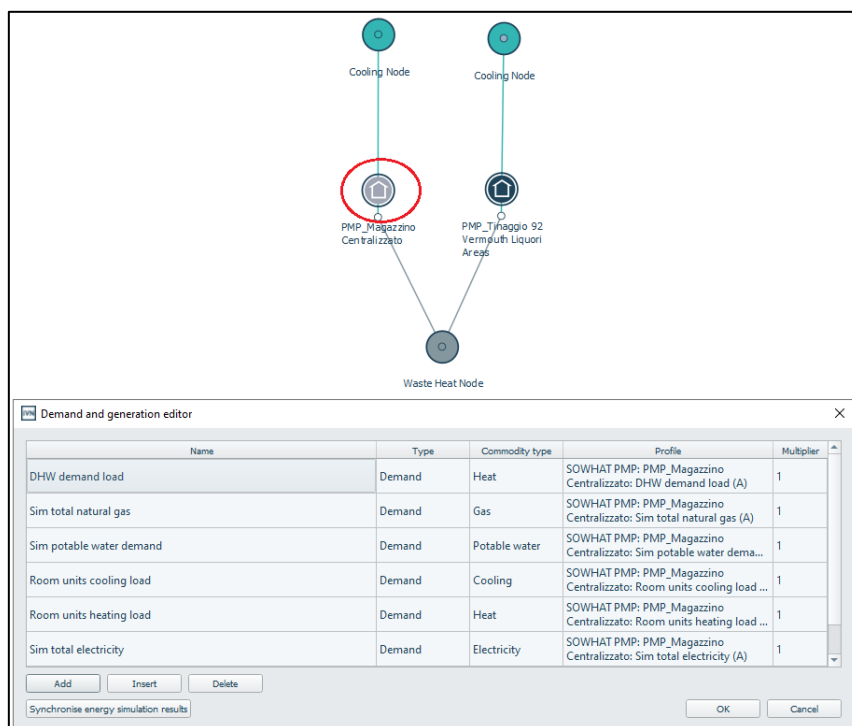 Cooling Node
Cooling Node
PMP_Magazzino
Centralizzato
PMP_Tinaggio 92
Vermouth Liquori
Areas
Waste Heat Node
IVN Demand and generation editor
Name Type Commodity type Profile Multiplier
DHW demand load Demand Heat SOWHAT PMP: PMP_Magazzino 1
Centralizzato: DHW demand load (A)
Sim total natural gas Demand Gas SOWHAT PMP: PMP_Magazzino 1
Centralizzato: Sim total natural gas (A)
Sim potable water demand Demand Potable water SOWHAT PMP: PMP_Magazzino 1
Centralizzato: Sim potable water dema...
Room units cooling load Demand Cooling SOWHAT PMP: PMP_Magazzino 1
Centralizzato: Room units cooling load ...
Room units heating load Demand Heat SOWHAT PMP: PMP_Magazzino 1
Centralizzato: Room units heating load ...
Sim total electricity Demand Electricity SOWHAT PMP: PMP_Magazzino 1
Centralizzato: Sim total electricity (A)
Add Insert Delete
Synchronise energy simulation results OK Cancel